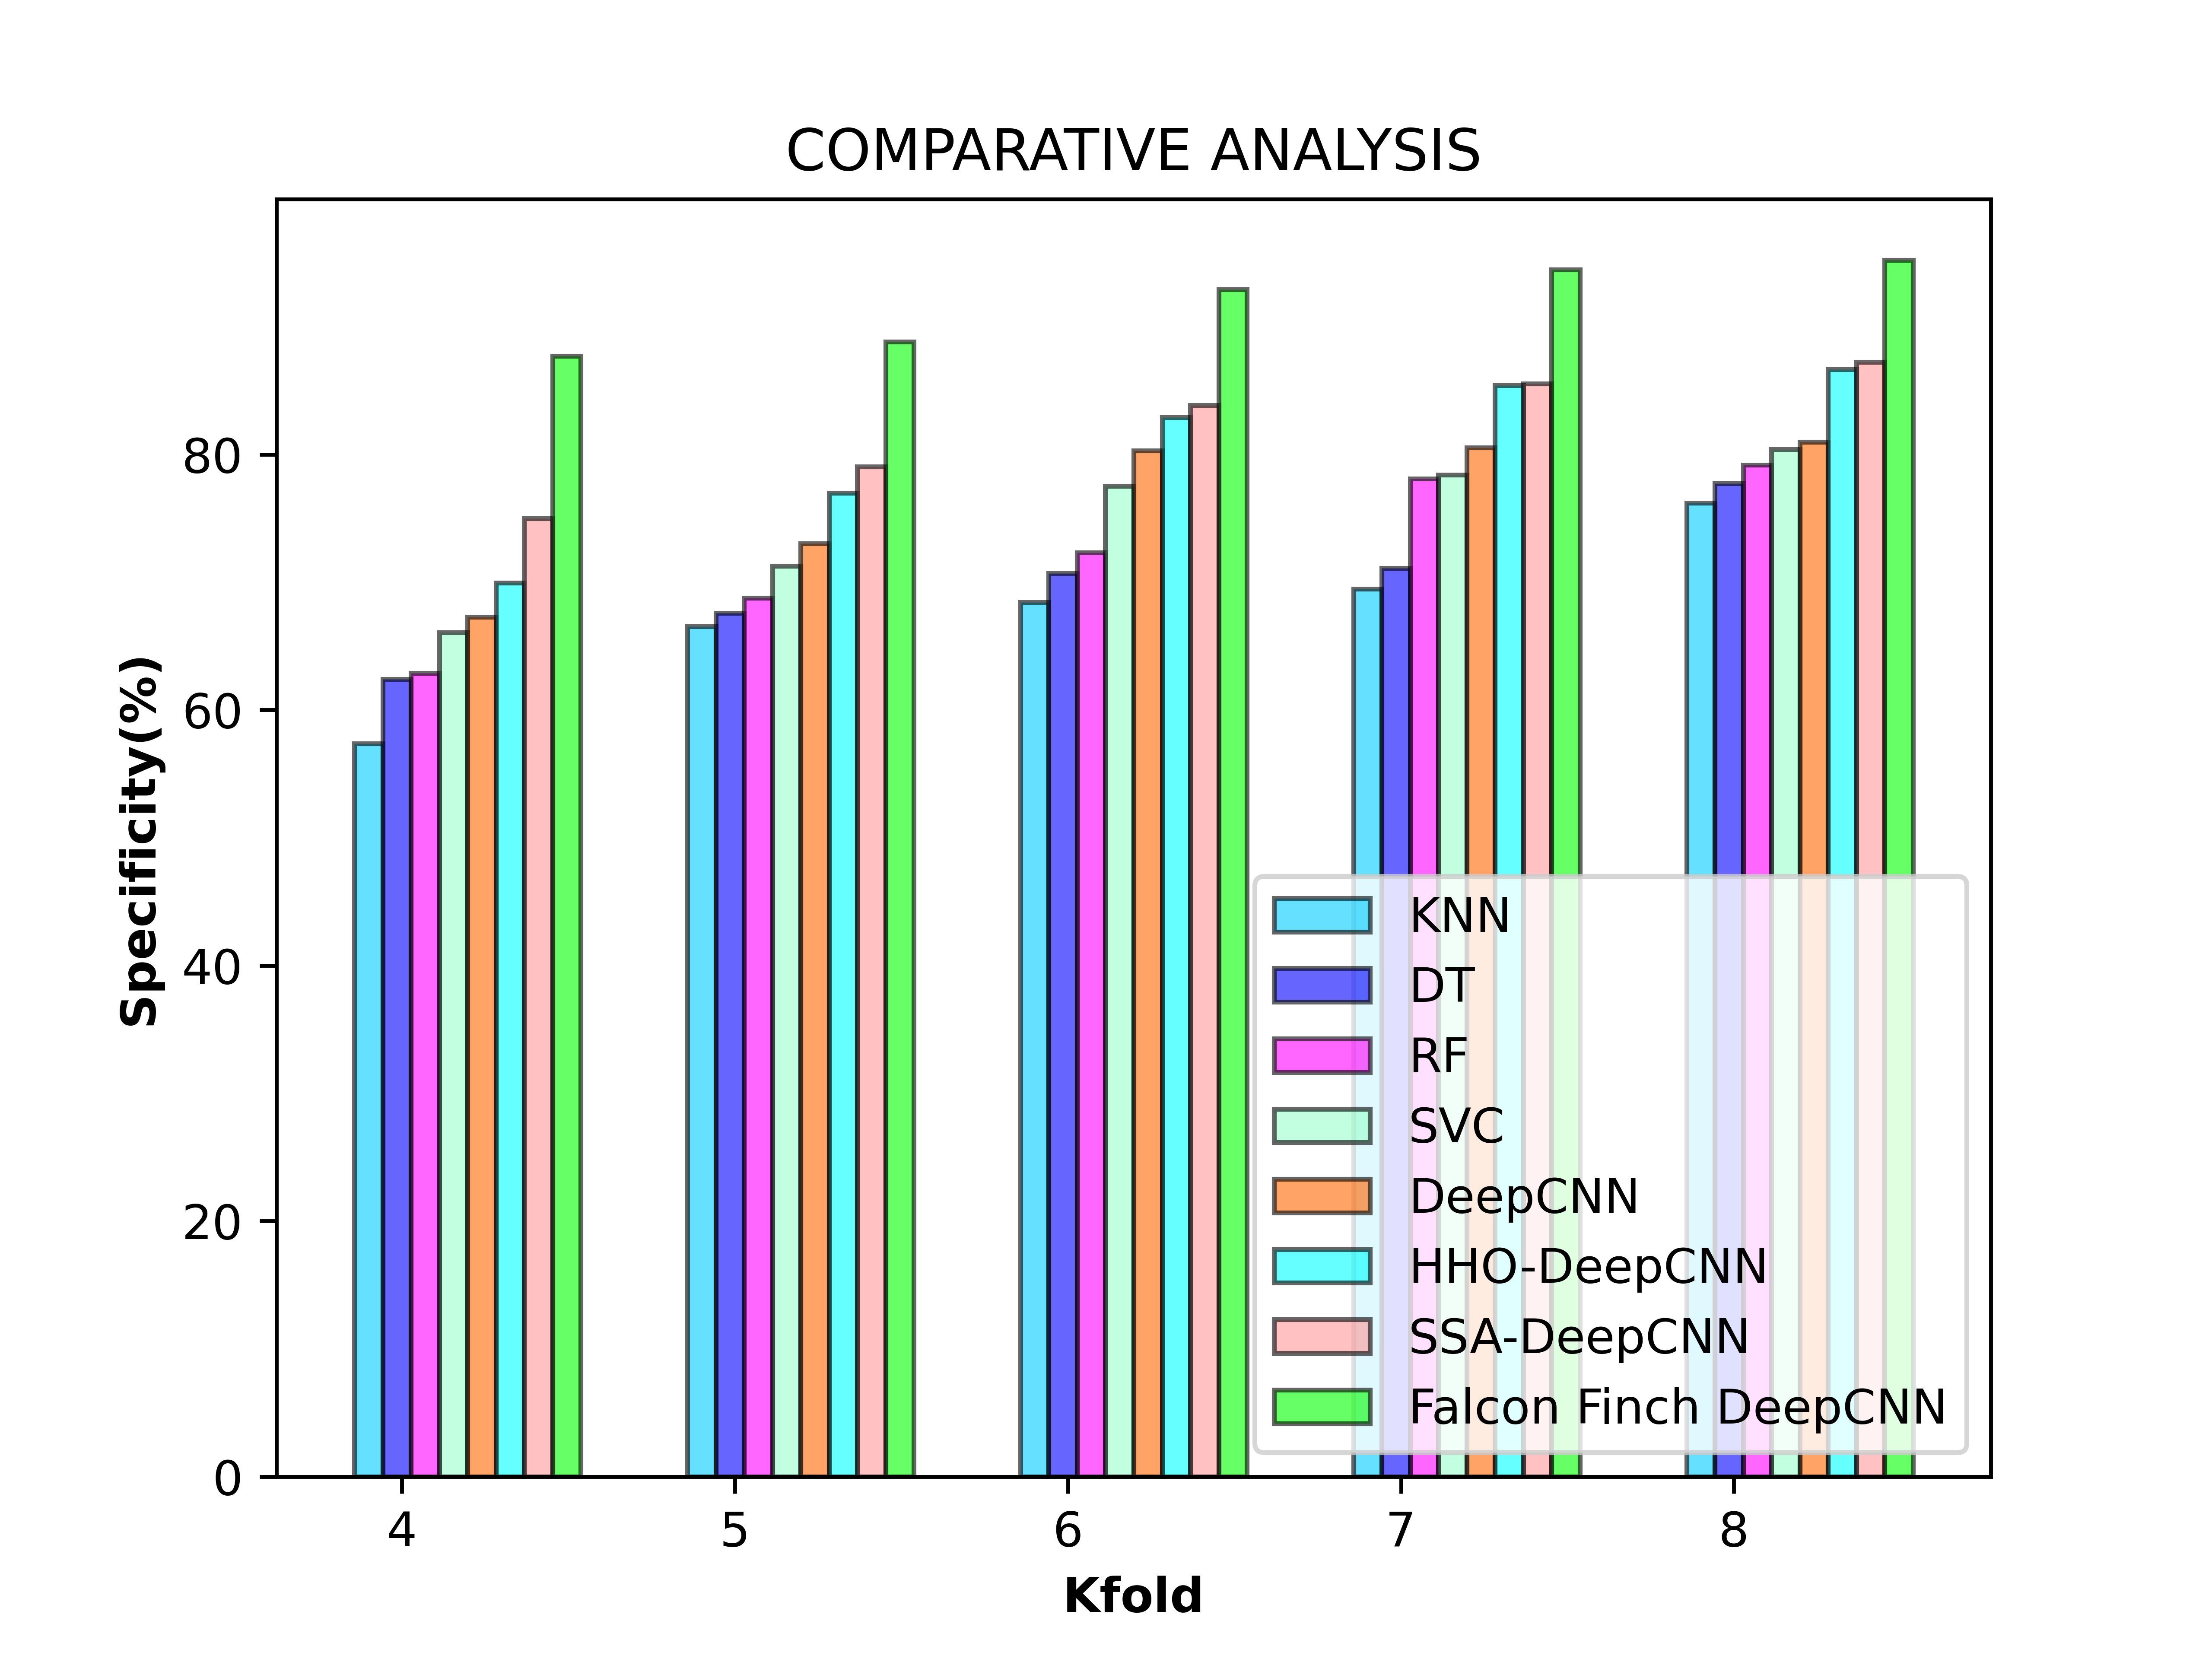 COMPARATIVE ANALYSIS
Specificity(%)
80
60
40
20
0
KNN
DT
RF
SVC
DeepCNN
HHO-DeepCNN
SSA-DeepCNN
Falcon Finch DeepCNN
4 5 6 7 8
Kfold